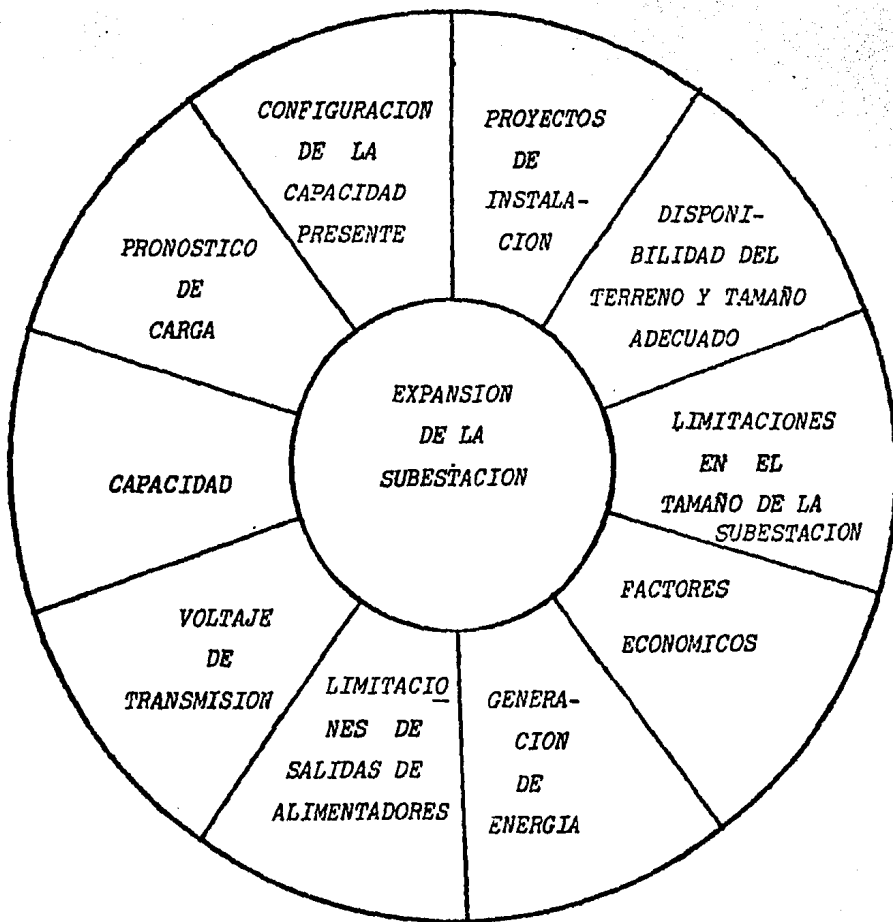 CONFIGURACION
DE LA
CAPACIDAD
PRESENTE
PROYECTOS
DE
INSTALA-
CION
DISPONI-
BILIDAD DEL
TERRENO Y TAMAÑO
ADECUADO
LIMITACIONES
EN EL
TAMAÑO DE LA
SUBESTACION
FACTORES
ECONOMICOS
GENERA-
CION
DE
ENERGIA
LIMITACIO
NES DE
SALIDAS DE
ALIMENTADORES
VOLTAJE
DE
TRANSMISION
CAPACIDAD
PRONOSTICO
DE
CARGA
EXPANSION
DE LA
SUBESTACION